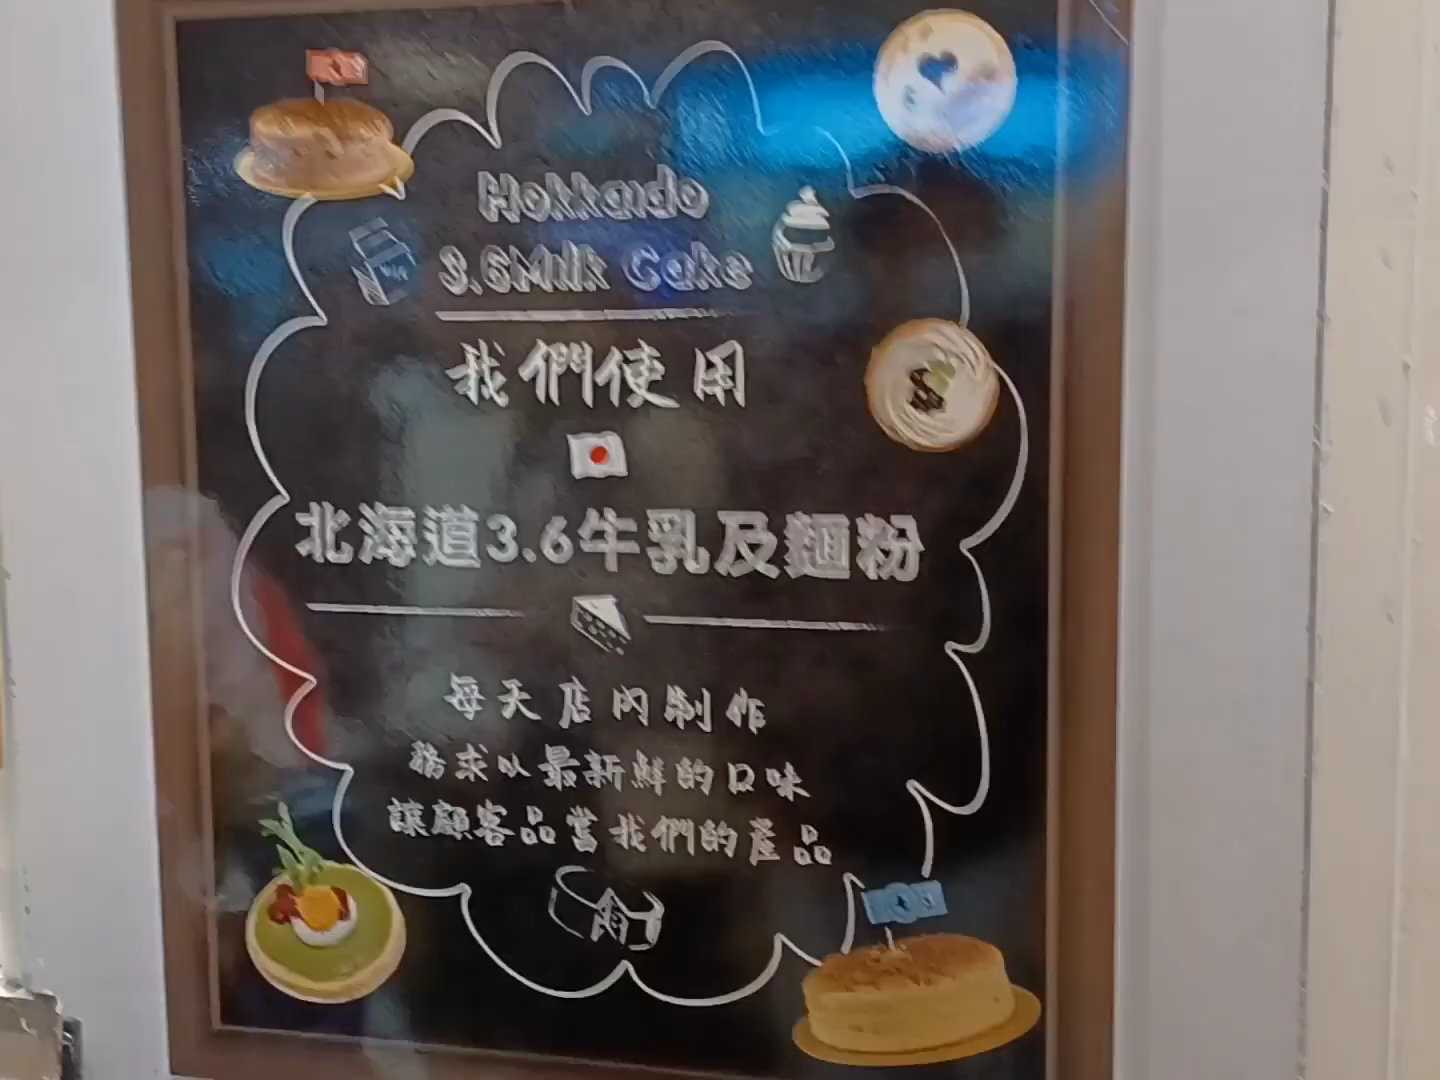 Hokkaido
3.6Milk Cake
我們使用
北海道3.6牛乳及麵粉
每天店內制作
務求以最新鮮的口味
讓顧客品嘗我們的產品